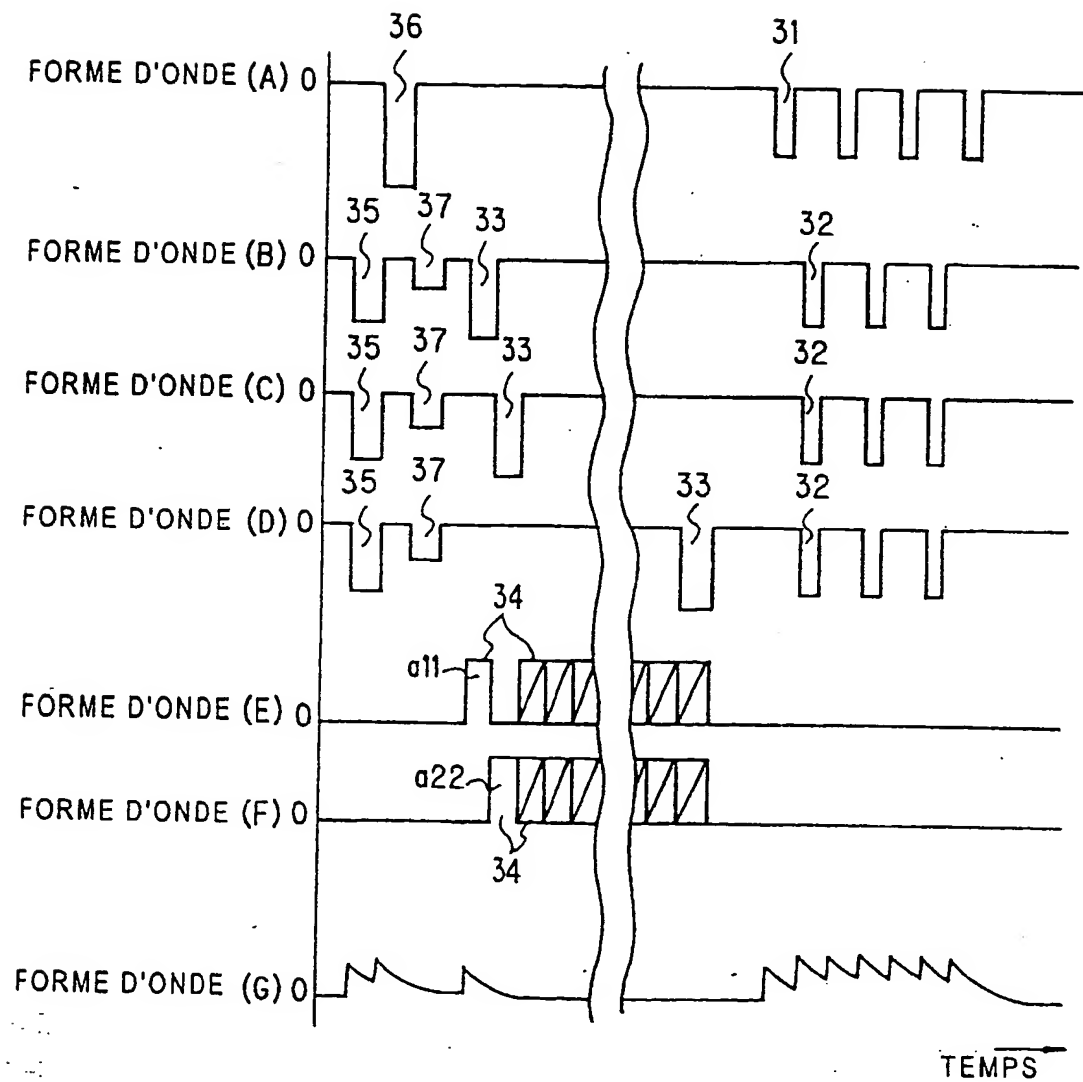 36
31
FORME D'ONDE (A) 0
35
37
33
32
FORME D'ONDE (B) 0
35
37
33
32
FORME D'ONDE (C) 0
35
37
33
32
FORME D'ONDE (D) 0
34
a11
FORME D'ONDE (E) 0
a22
FORME D'ONDE (F) 0
34
FORME D'ONDE (G) 0
TEMPS